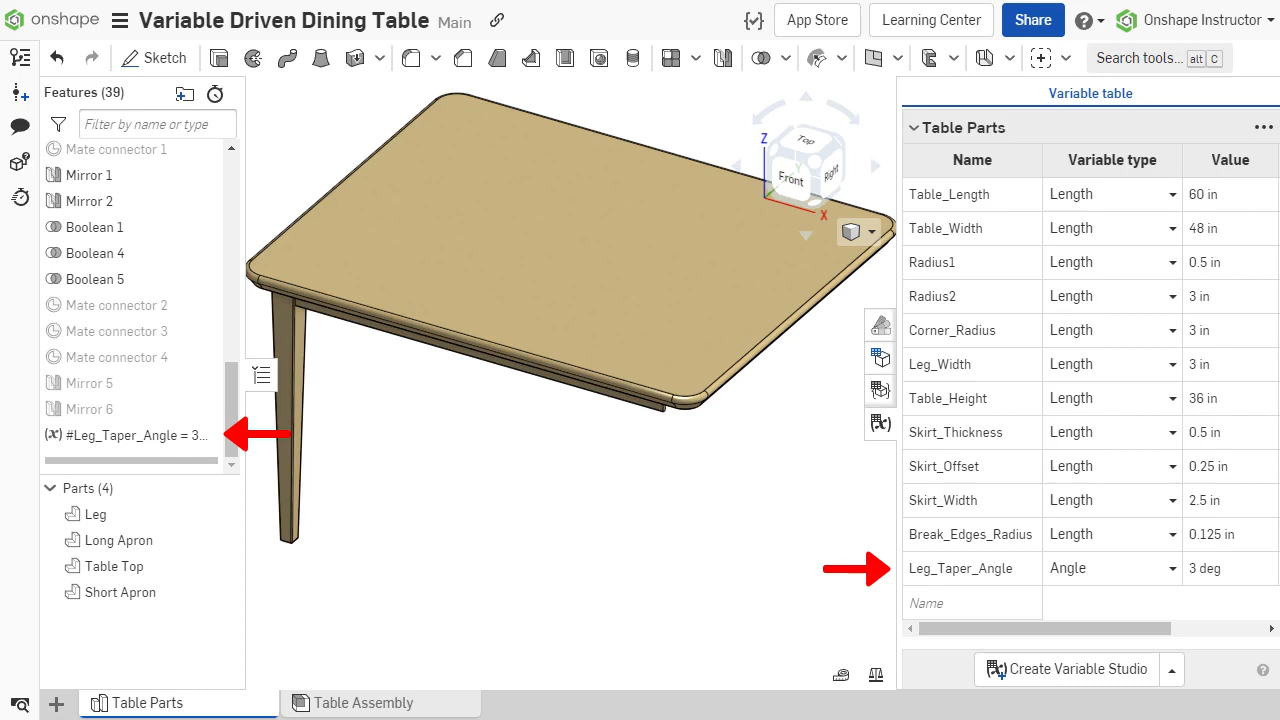 onshape Variable Driven Dining Table Main App Store Learning Center Share Onshape Instructor
Sketch Search tools... alt C
Features (39)
Filter by name or type
Mate connector 1
Mirror 1
Mirror 2
Boolean 1
Boolean 4
Boolean 5
Mate connector 2
Mate connector 3
Mate connector 4
Mirror 5
Mirror 6
(x) #Leg_Taper_Angle = 3...
Parts (4)
Leg
Long Apron
Table Top
Short Apron
Z
Top
Front
Right
X
Variable table
Table Parts
Name Variable type Value
Table_Length Length 60 in
Table_Width Length 48 in
Radius1 Length 0.5 in
Radius2 Length 3 in
Corner_Radius Length 3 in
Leg_Width Length 3 in
Table_Height Length 36 in
Skirt_Thickness Length 0.5 in
Skirt_Offset Length 0.25 in
Skirt_Width Length 2.5 in
Break_Edges_Radius Length 0.125 in
Leg_Taper_Angle Angle 3 deg
Name
Create Variable Studio
Table Parts Table Assembly